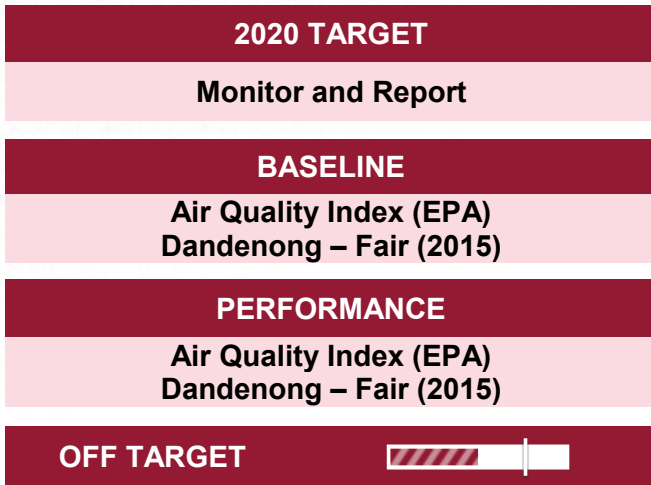 2020 TARGET
Monitor and Report
BASELINE
Air Quality Index (EPA)
Dandenong – Fair (2015)
PERFORMANCE
Air Quality Index (EPA)
Dandenong – Fair (2015)
OFF TARGET